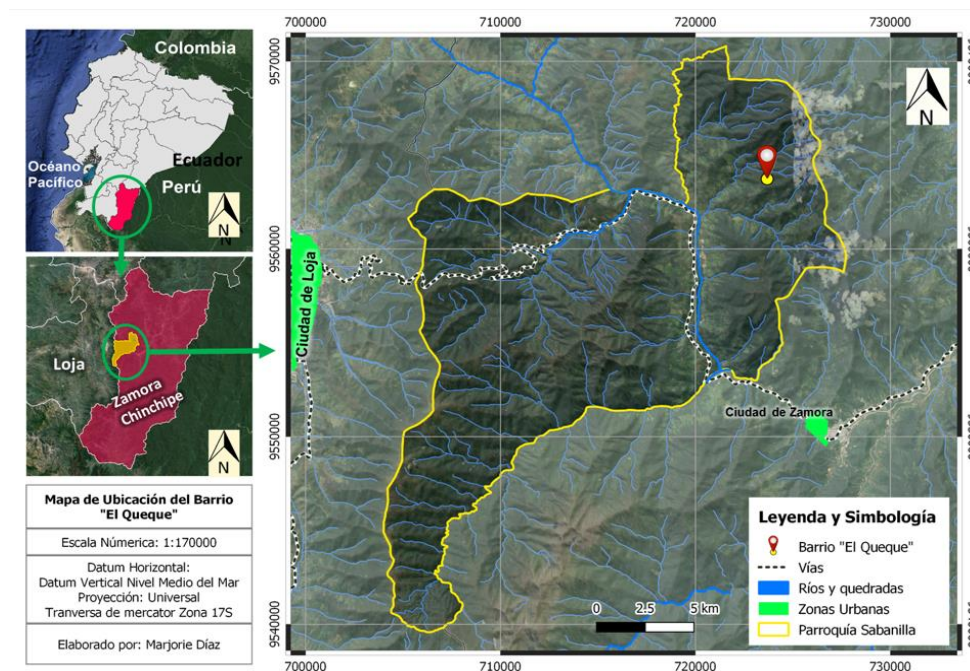 Colombia
Ecuador
Océano
Pacífico
Perú
N
Loja
Zamora
Chinchipe
N
Mapa de Ubicación del Barrio
"El Queque"
Escala Númerica: 1:170000
Datum Horizontal:
Datum Vertical Nivel Medio del Mar
Proyección: Universal
Tranversa de mercator Zona 17S
Elaborado por: Marjorie Díaz
700000 710000 720000 730000
9570000
9560000
9550000
9540000
N
Ciudad de Loja
Ciudad de Zamora
Leyenda y Simbología
Barrio "El Queque"
Vías
Ríos y quedradas
Zonas Urbanas
Parroquía Sabanilla
0 2.5 5 km
700000 710000 720000 730000